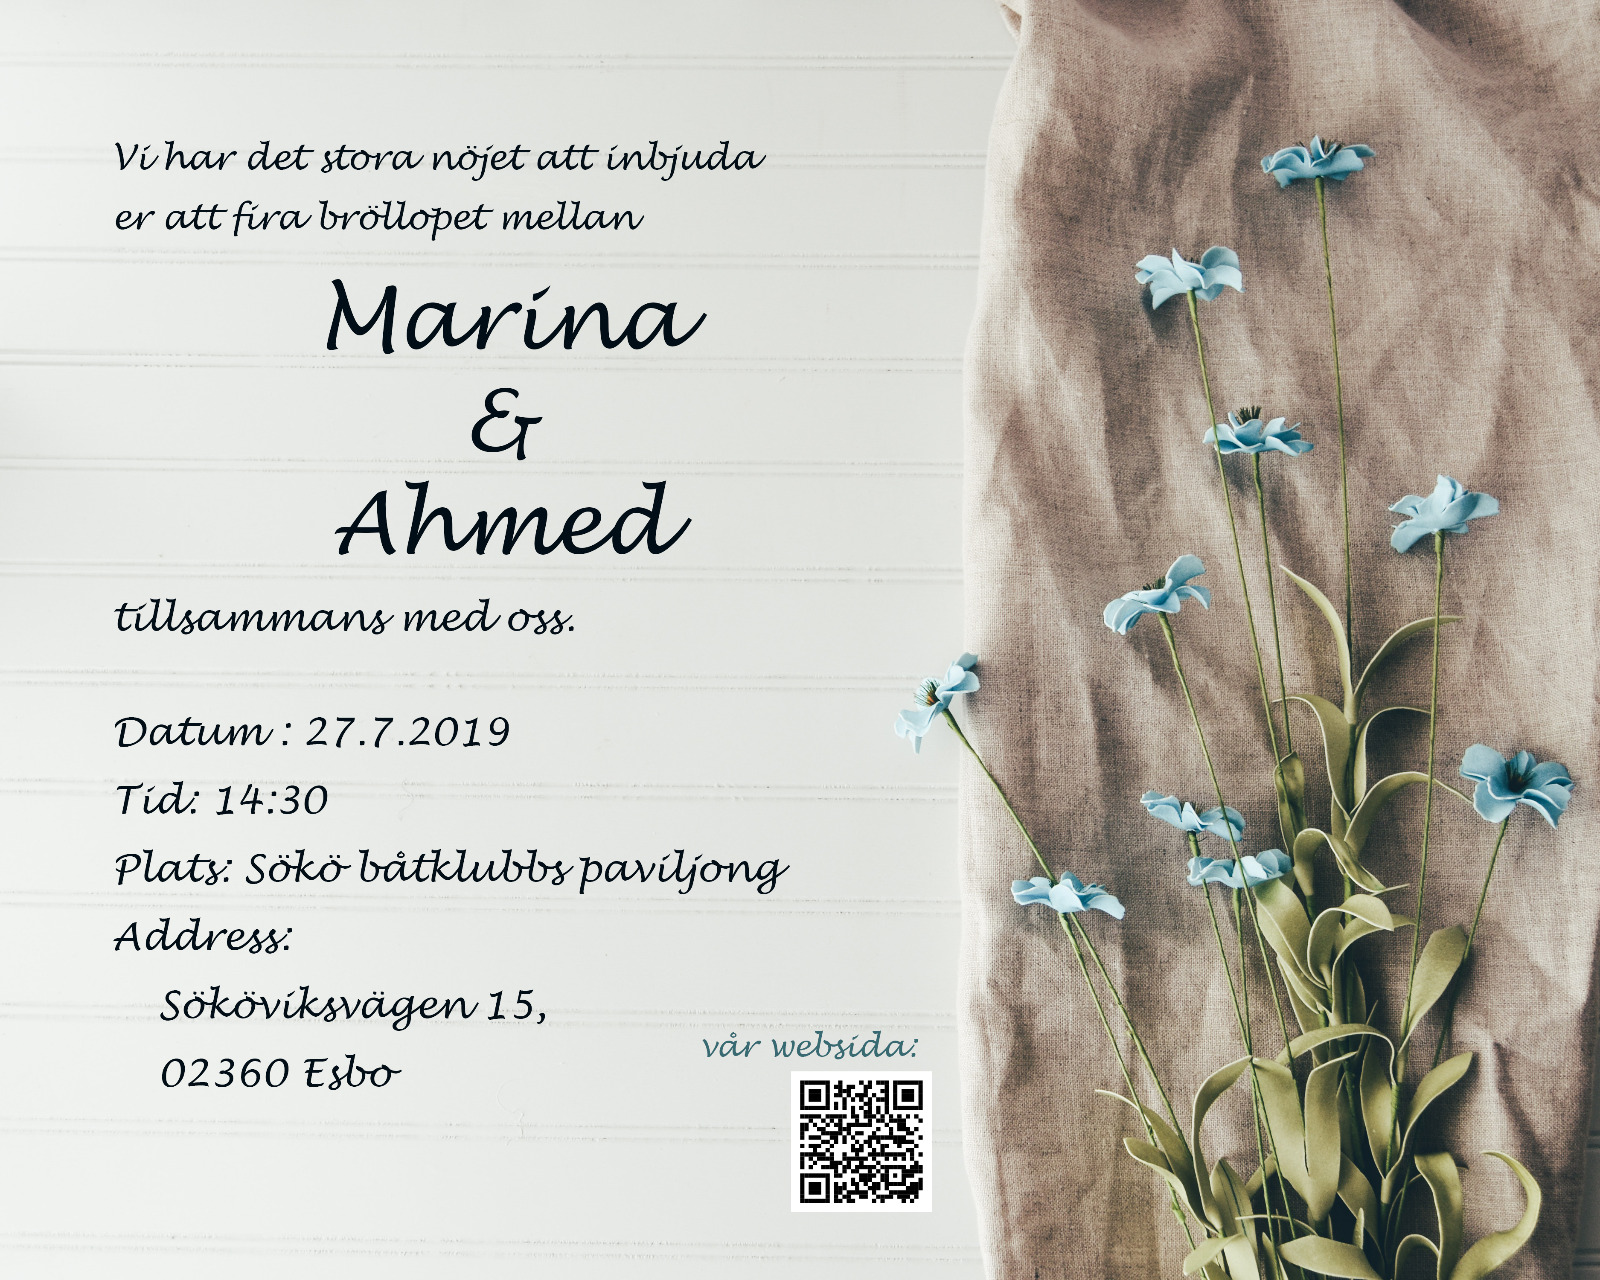 Vi har det stora nöjet att inbjuda
er att fira bröllopet mellan
Marina
&
Ahmed
tillsammans med oss.
Datum : 27.7.2019
Tid: 14:30
Plats: Sökö båtklubbs paviljong
Address:
Sököviksvägen 15,
02360 Esbo
vår websida: